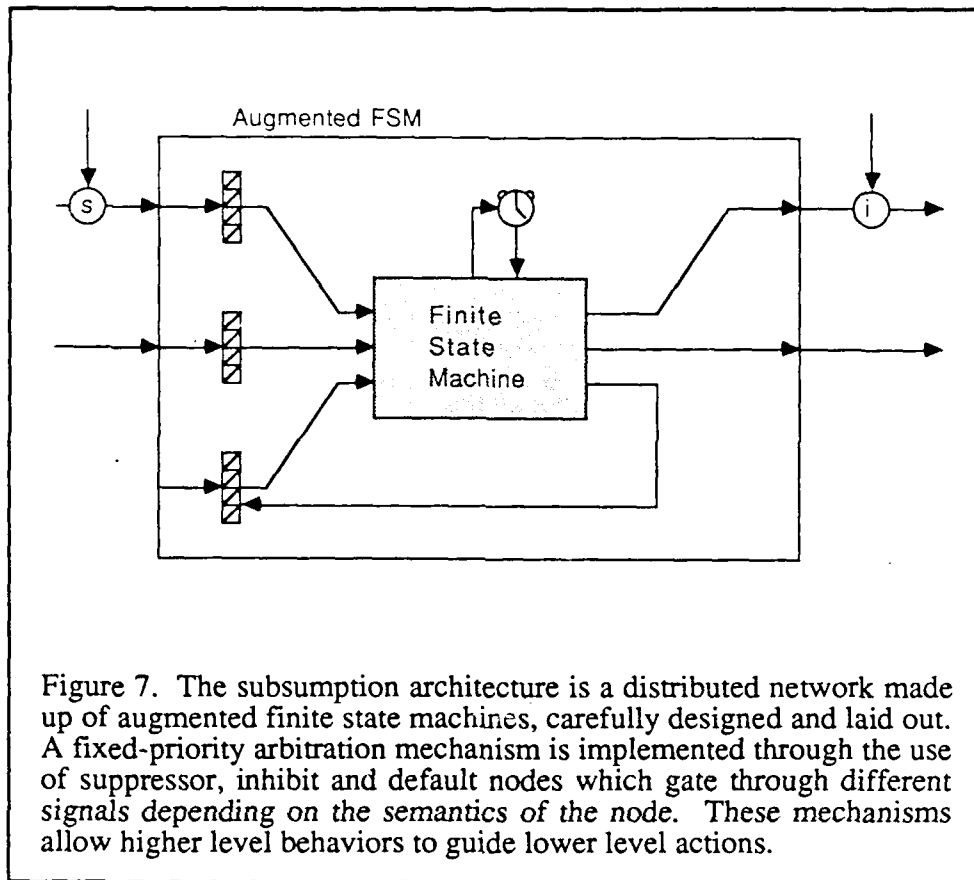 Augmented FSM
s
i
Finite
State
Machine
Figure 7. The subsumption architecture is a distributed network made
up of augmented finite state machines, carefully designed and laid out.
A fixed-priority arbitration mechanism is implemented through the use
of suppressor, inhibit and default nodes which gate through different
signals depending on the semantics of the node. These mechanisms
allow higher level behaviors to guide lower level actions.